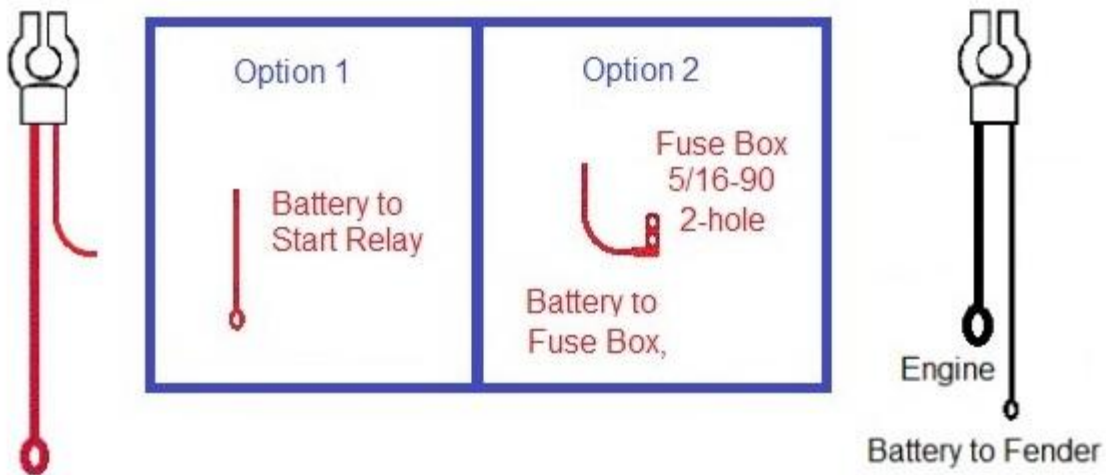 Option 1
Battery to
Start Relay
Option 2
Fuse Box
5/16-90
2-hole
Battery to
Fuse Box,
Engine
Battery to Fender